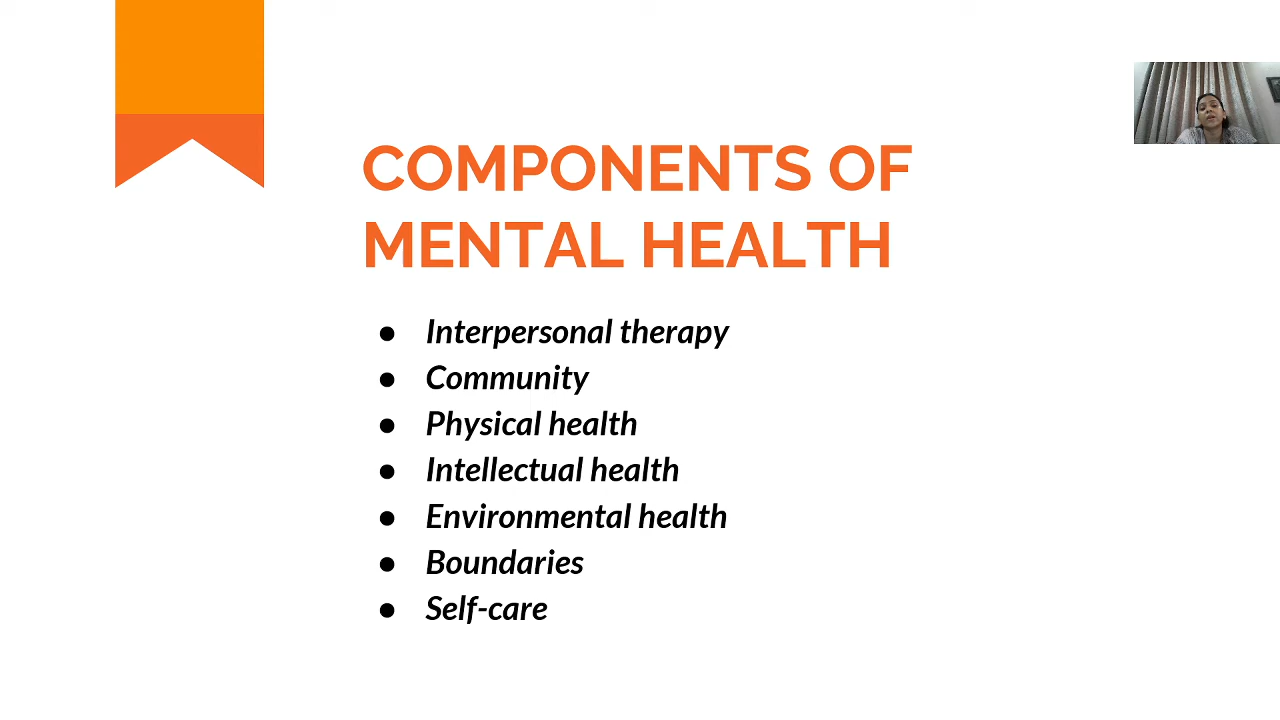 COMPONENTS OF
MENTAL HEALTH
● Interpersonal therapy
● Community
● Physical health
● Intellectual health
● Environmental health
● Boundaries
● Self-care